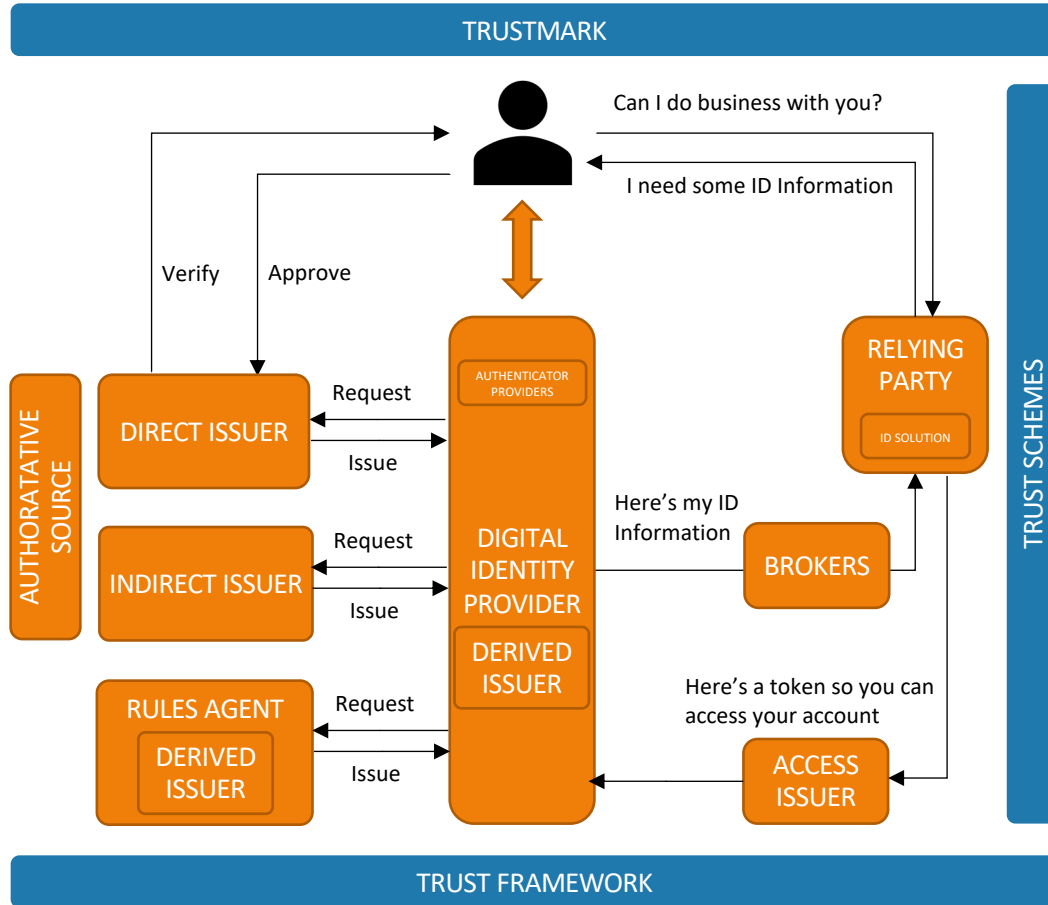 TRUSTMARK
Can I do business with you?
I need some ID Information
Verify
Approve
AUTHORATATIVE
SOURCE
DIRECT ISSUER
Request
Issue
AUTHENTICATOR
PROVIDERS
RELYING
PARTY
ID SOLUTION
TRUST SCHEMES
INDIRECT ISSUER
Request
Issue
DIGITAL
IDENTITY
PROVIDER
DERIVED
ISSUER
Here’s my ID
Information
BROKERS
RULES AGENT
DERIVED
ISSUER
Request
Issue
Here’s a token so you can
access your account
ACCESS
ISSUER
TRUST FRAMEWORK